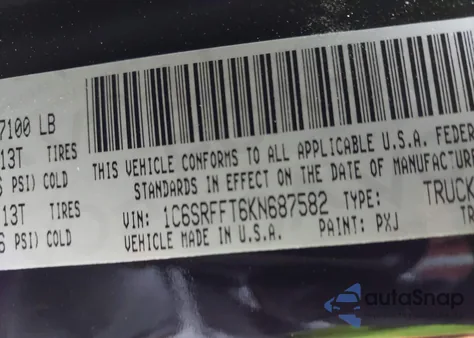 7100 LB
13T TIRES
PSI) COLD
13T TIRES
PSI) COLD
THIS VEHICLE CONFORMS TO ALL APPLICABLE U.S.A. FEDER
STANDARDS IN EFFECT ON THE DATE OF MANUFACTUR
VIN: 1C6SRFFT6KN687582 TYPE: TRUCK
VEHICLE MADE IN U.S.A. PAINT: PXJ
autoSnap